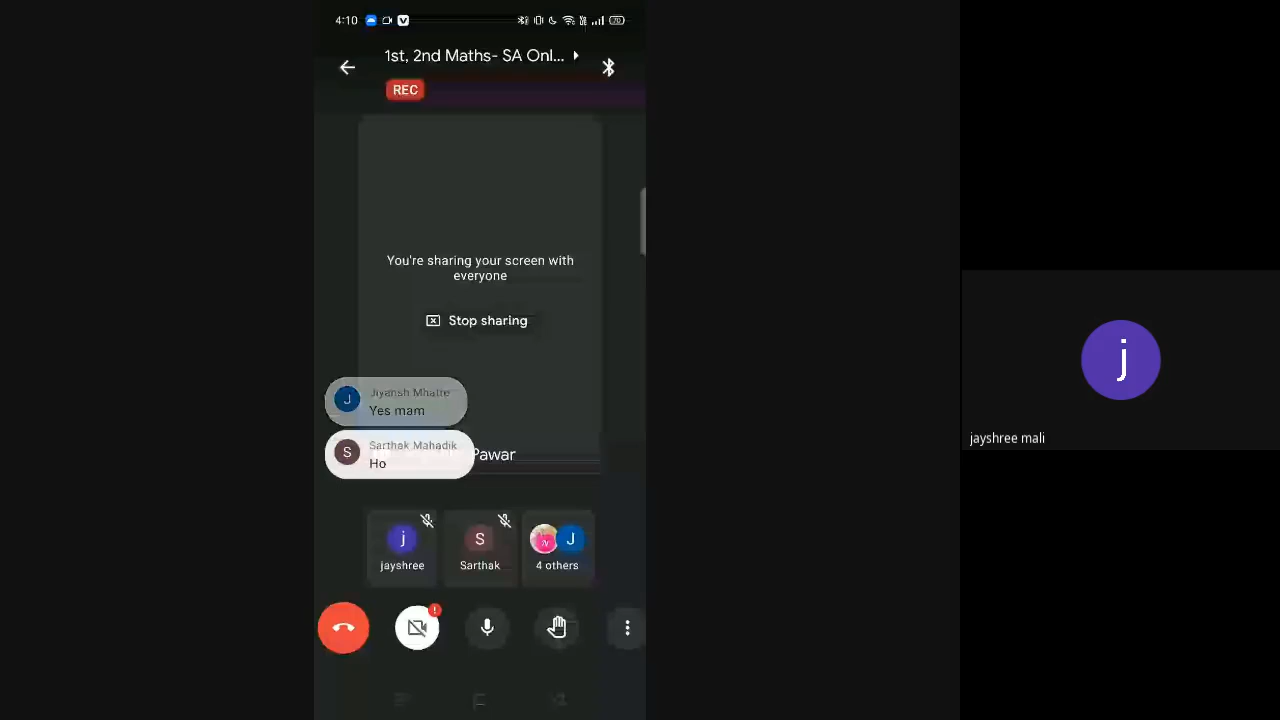 4:10
70
1st, 2nd Maths- SA Onl...
REC
You're sharing your screen with
everyone
Stop sharing
J
Jiyansh Mhatre
Yes mam
S
Sarthak Mahadik
Ho
Pawar
j
jayshree
S
Sarthak
J
4 others
j
jayshree mali